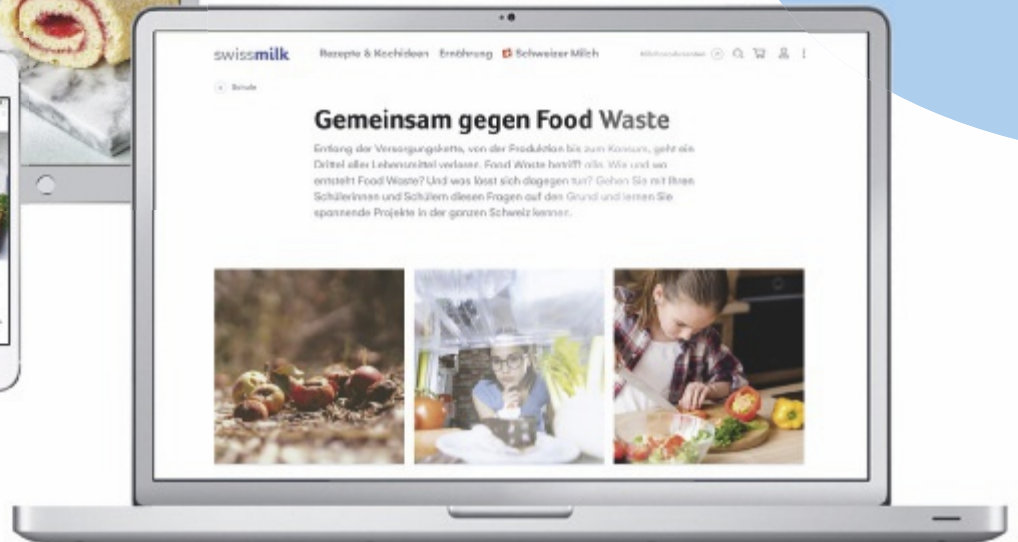 swissmilk
Rezepte & Kochideen Ernährung Schweizer Milch
Schule
Gemeinsam gegen Food Waste
Entlang der Versorgungskette, von der Produktion bis zum Konsum, geht ein
Drittel aller Lebensmittel verloren. Food Waste betrifft alle. Wie und wo
entsteht Food Waste? Und was lässt sich dagegen tun? Gehen Sie mit Ihren
Schülerinnen und Schülern diesen Fragen auf den Grund und lernen Sie
spannende Projekte in der ganzen Schweiz kennen.